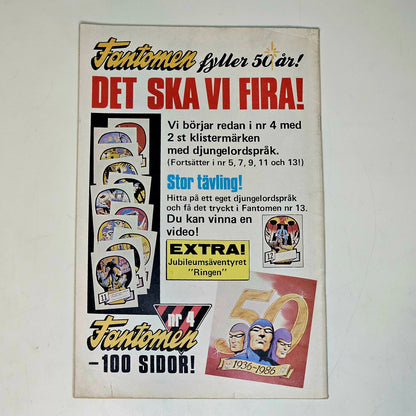 Fantomen fyller 50 år!
DET SKA VI FIRA!
Vi börjar redan i nr 4 med
2 st klistermärken
med djungelordspråk.
(Fortsätter i nr 5, 7, 9, 11 och 13!)
Stor tävling!
Hitta på ett eget djungelordspråk
och få det tryckt i Fantomen nr 13.
Du kan vinna en
video!
EXTRA!
Jubileumsäventyret
"Ringen"
nr 4
Fantomen
–100 SIDOR!
50
1936-1986